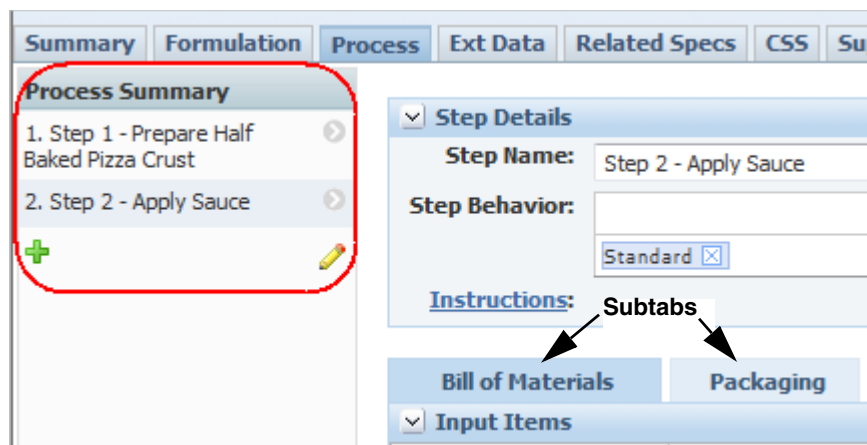 Summary Formulation Process Ext Data Related Specs CSS Su
Process Summary
1. Step 1 - Prepare Half
Baked Pizza Crust
2. Step 2 - Apply Sauce
Step Details
Step Name: Step 2 - Apply Sauce
Step Behavior:
Standard
Instructions:
Subtabs
Bill of Materials Packaging
Input Items